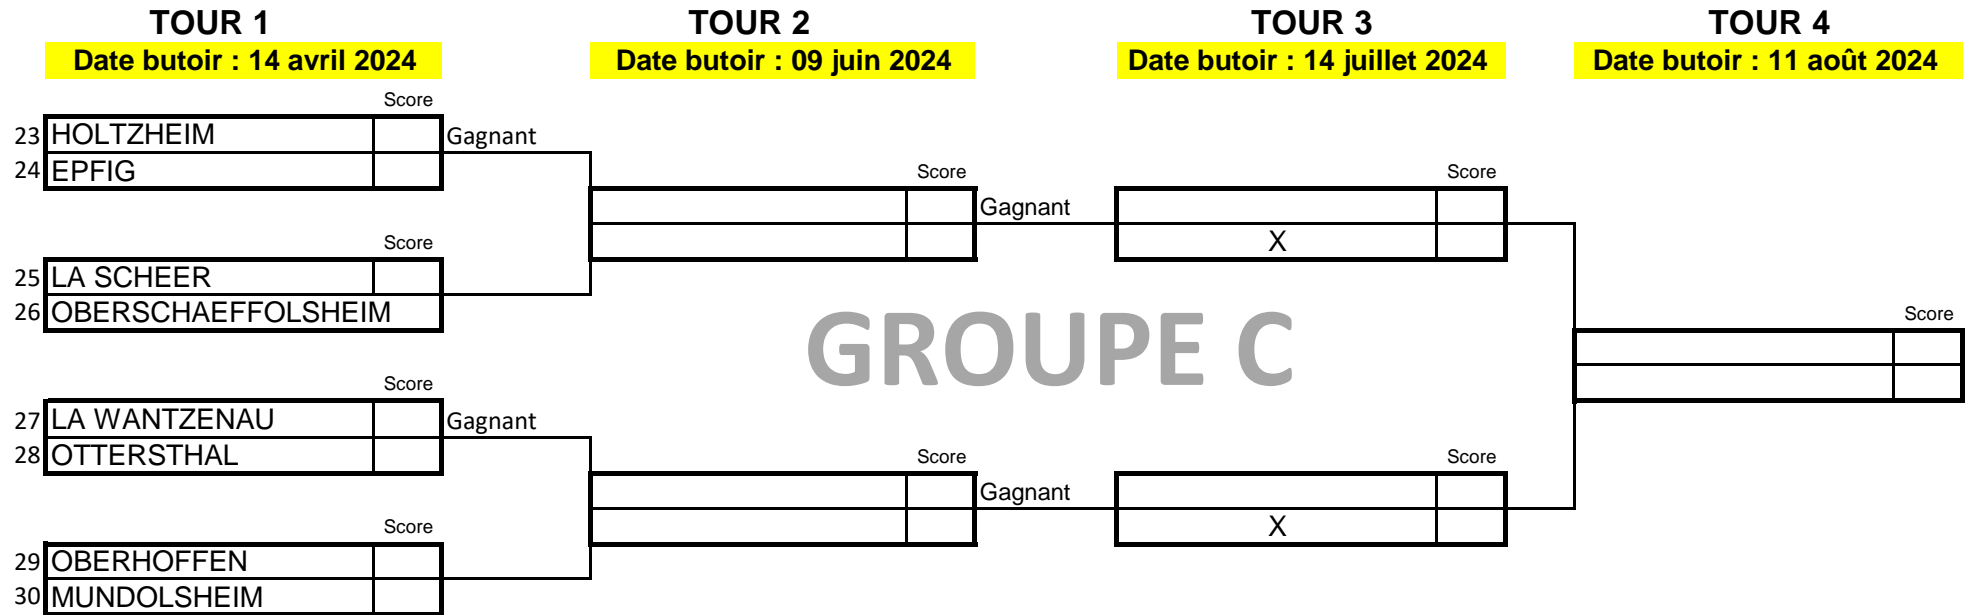 TOUR 1 TOUR 2 TOUR 3 TOUR 4
Date butoir : 14 avril 2024 Date butoir : 09 juin 2024 Date butoir : 14 juillet 2024 Date butoir : 11 août 2024
Score
23 HOLTZHEIM Gagnant
24 EPFIG
Score Score
Gagnant
Score
X
25 LA SCHEER
26 OBERSCHAEFFOLSHEIM
GROUPE C
Score
Score
27 LA WANTZENAU Gagnant
28 OTTERSTHAL
Score Score
Gagnant
Score
X
29 OBERHOFFEN
30 MUNDOLSHEIM